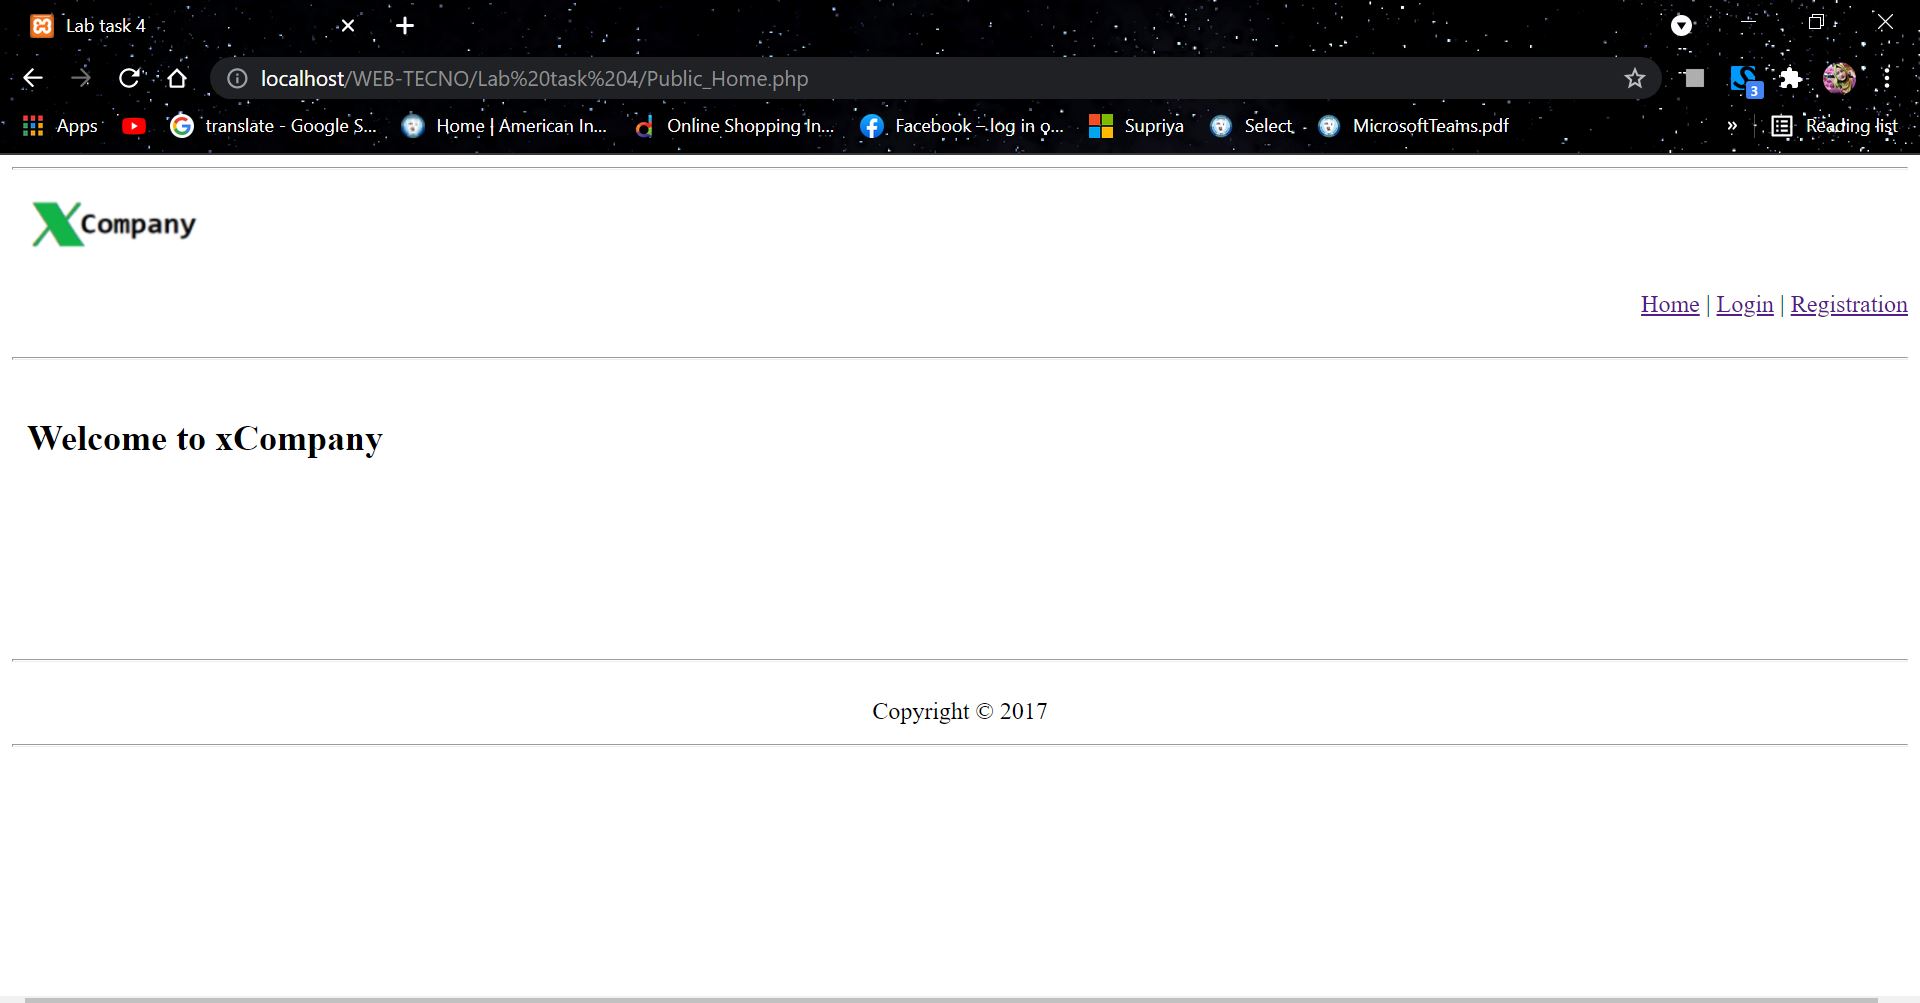 Lab task 4
localhost/WEB-TECNO/Lab%20task%204/Public_Home.php
3
Apps translate - Google S... Home | American In... Online Shopping In... Facebook – log in o... Supriya Select MicrosoftTeams.pdf » Reading list
XCompany
Home | Login | Registration
Welcome to xCompany
Copyright © 2017